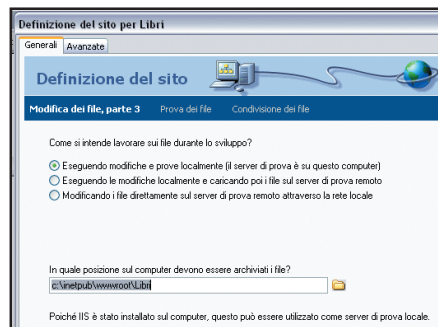 Definizione del sito per Libri
Generali Avanzate
Definizione del sito
Modifica dei file, parte 3 Prova dei file Condivisione dei file
Come si intende lavorare sui file durante lo sviluppo?
Eseguendo modifiche e prove localmente (il server di prova è su questo computer)
Eseguendo le modifiche localmente e caricando poi i file sul server di prova remoto
Modificando i file direttamente sul server di prova remoto attraverso la rete locale
In quale posizione sul computer devono essere archiviati i file?
c:\inetpub\wwwroot\Libri
Poiché IIS è stato installato sul computer, questo può essere utilizzato come server di prova locale.